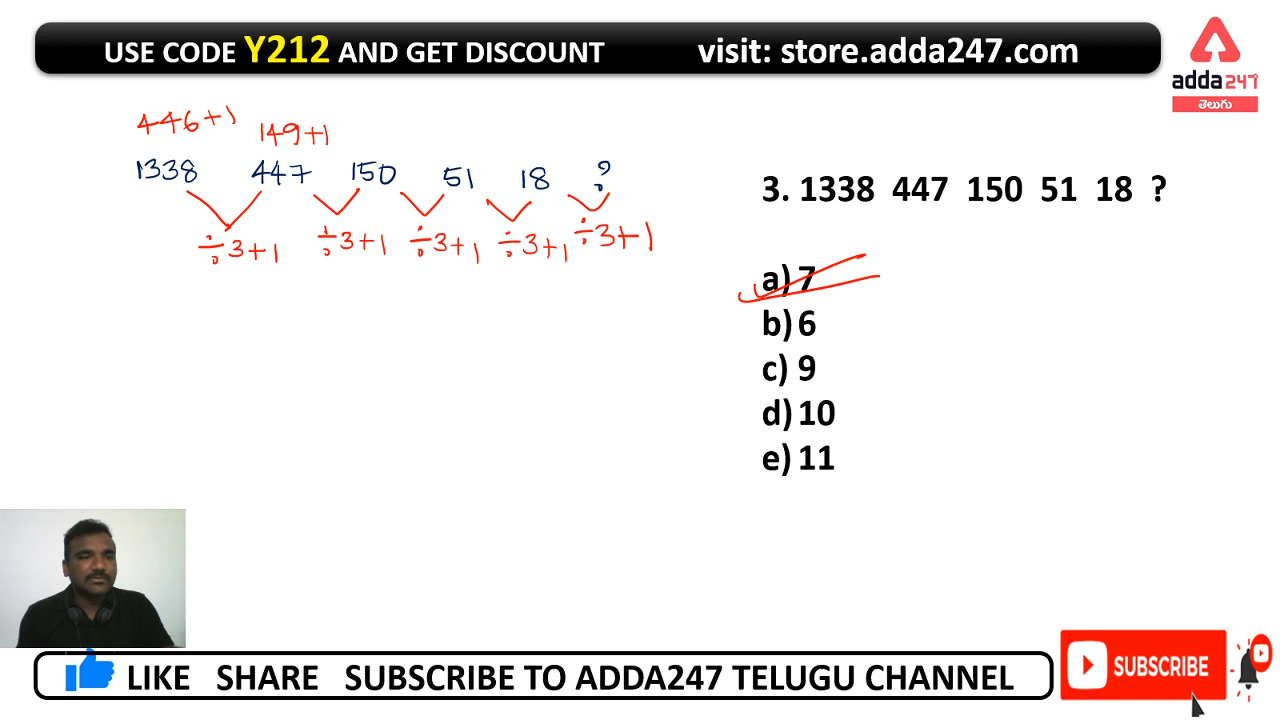 USE CODE Y212 AND GET DISCOUNT visit: store.adda247.com
adda247
తెలుగు
446+1 149+1
1338 447 150 51 18 ?
÷3+1 ÷3+1 ÷3+1 ÷3+1 ÷3+1
3. 1338 447 150 51 18 ?
a) 7
b) 6
c) 9
d) 10
e) 11
LIKE SHARE SUBSCRIBE TO ADDA247 TELUGU CHANNEL
SUBSCRIBE